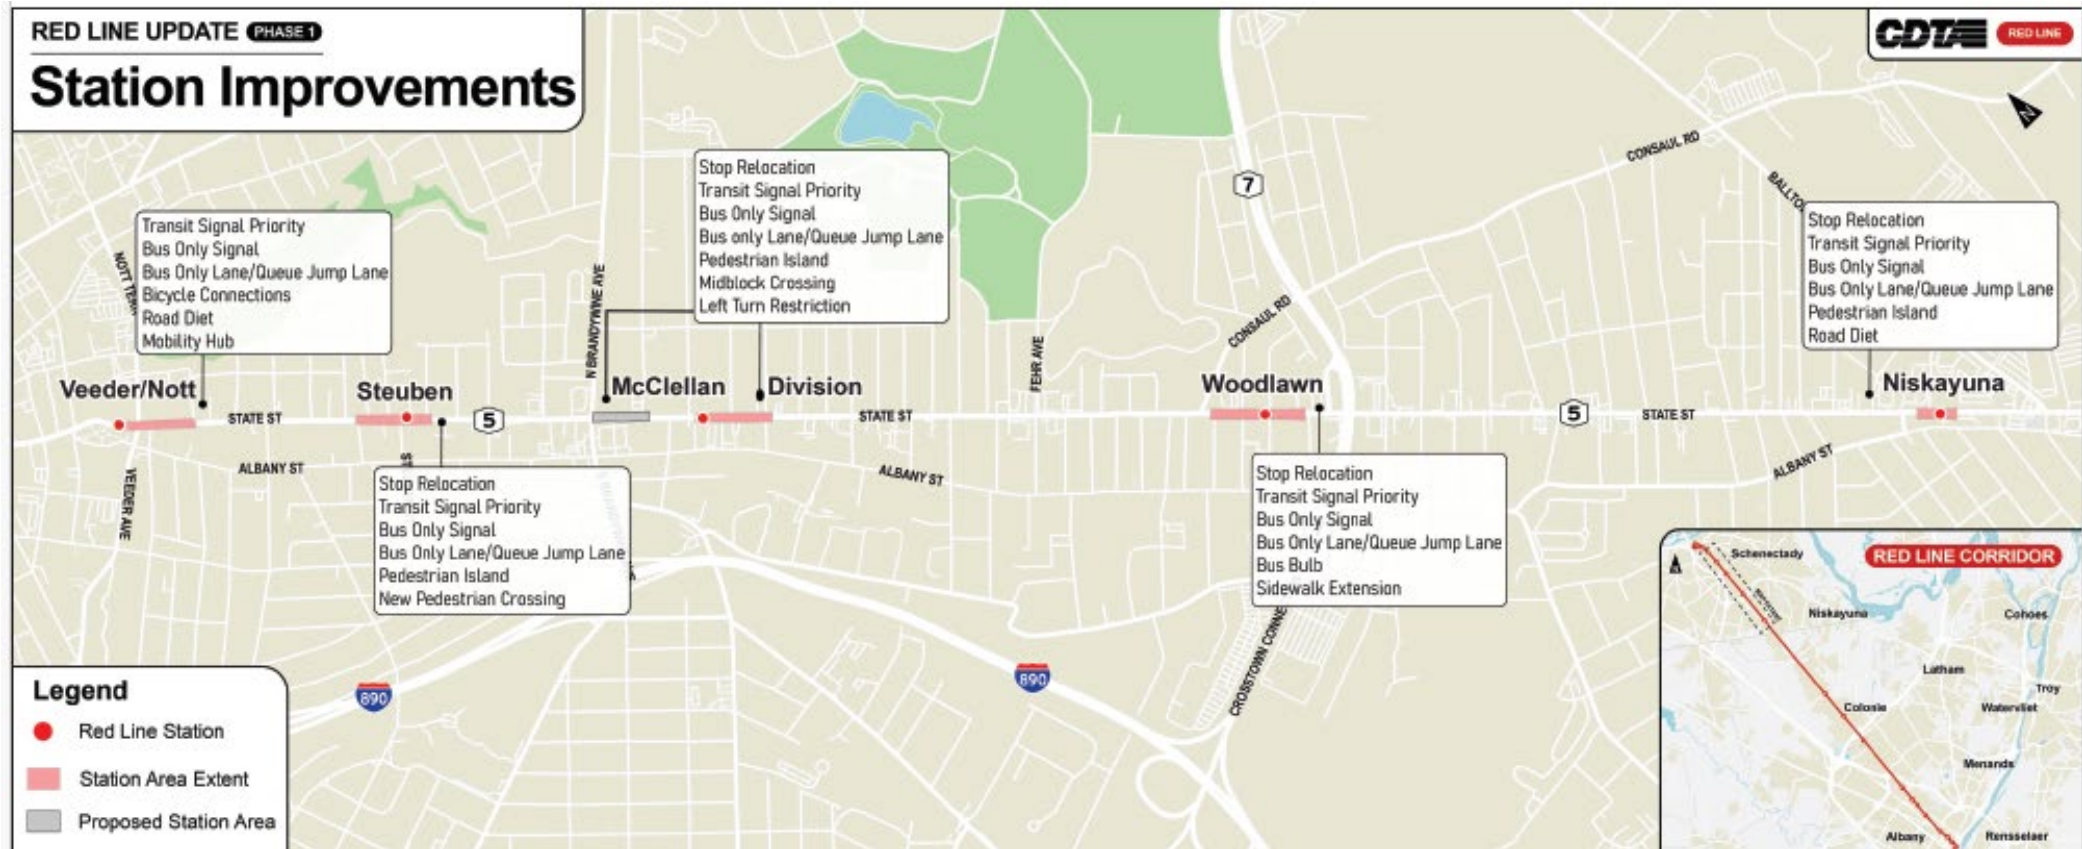 RED LINE UPDATE PHASE 1
Station Improvements
CDTA RED LINE
N
7
CONSAUL RD
Stop Relocation
Transit Signal Priority
Bus Only Signal
Bus only Lane/Queue Jump Lane
Pedestrian Island
Midblock Crossing
Left Turn Restriction
Transit Signal Priority
Bus Only Signal
Bus Only Lane/Queue Jump Lane
Bicycle Connections
Road Diet
Mobility Hub
Stop Relocation
Transit Signal Priority
Bus Only Signal
Bus Only Lane/Queue Jump Lane
Pedestrian Island
Road Diet
NOTT
N BRANDYWINE AVE
FEHR AVE
CONSAUL RD
Veeder/Nott
Steuben
McClellan
Division
Woodlawn
Niskayuna
STATE ST
5
STATE ST
5
STATE ST
ALBANY ST
ALBANY ST
ALBANY ST
VEEDER AVE
Stop Relocation
Transit Signal Priority
Bus Only Signal
Bus Only Lane/Queue Jump Lane
Pedestrian Island
New Pedestrian Crossing
Stop Relocation
Transit Signal Priority
Bus Only Signal
Bus Only Lane/Queue Jump Lane
Bus Bulb
Sidewalk Extension
CROSSTOWN CONNE
890
890
Legend
Red Line Station
Station Area Extent
Proposed Station Area
RED LINE CORRIDOR
Schenectady
Niskayuna
Cohoes
Latham
Troy
Colonie
Watervliet
Menands
Albany
Rensselaer